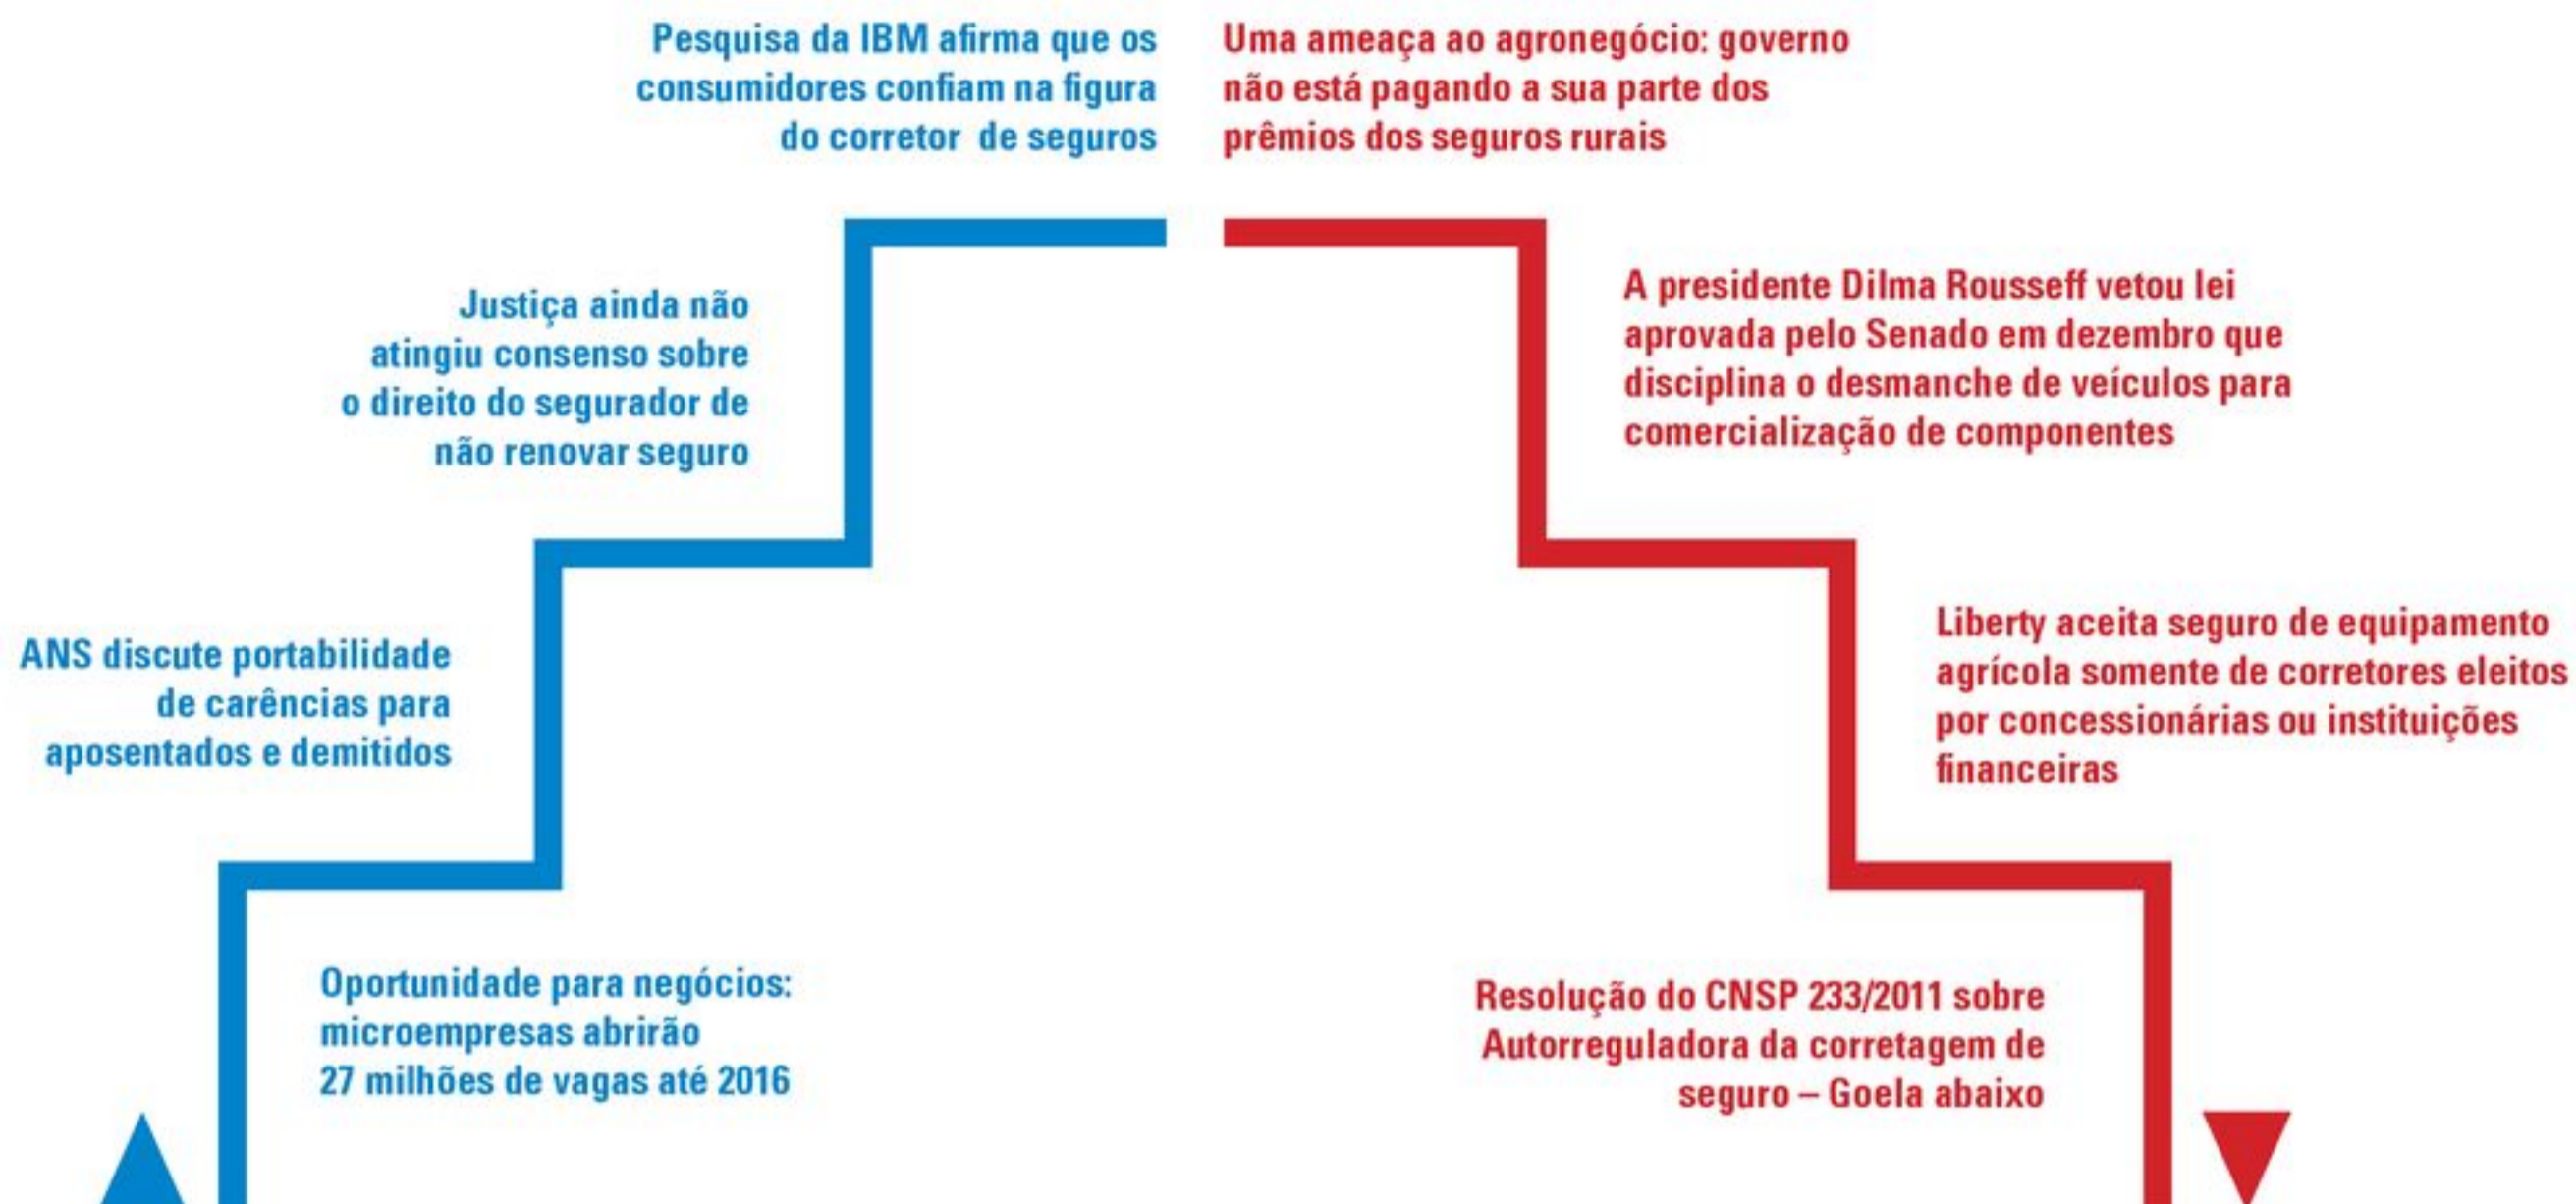 Pesquisa da IBM afirma que os
consumidores confiam na figura
do corretor de seguros
Uma ameaça ao agronegócio: governo
não está pagando a sua parte dos
prêmios dos seguros rurais
Justiça ainda não
atingiu consenso sobre
o direito do segurador de
não renovar seguro
A presidente Dilma Rousseff vetou lei
aprovada pelo Senado em dezembro que
disciplina o desmanche de veículos para
comercialização de componentes
ANS discute portabilidade
de carências para
aposentados e demitidos
Liberty aceita seguro de equipamento
agrícola somente de corretores eleitos
por concessionárias ou instituições
financeiras
Oportunidade para negócios:
microempresas abrirão
27 milhões de vagas até 2016
Resolução do CNSP 233/2011 sobre
Autorreguladora da corretagem de
seguro – Goela abaixo